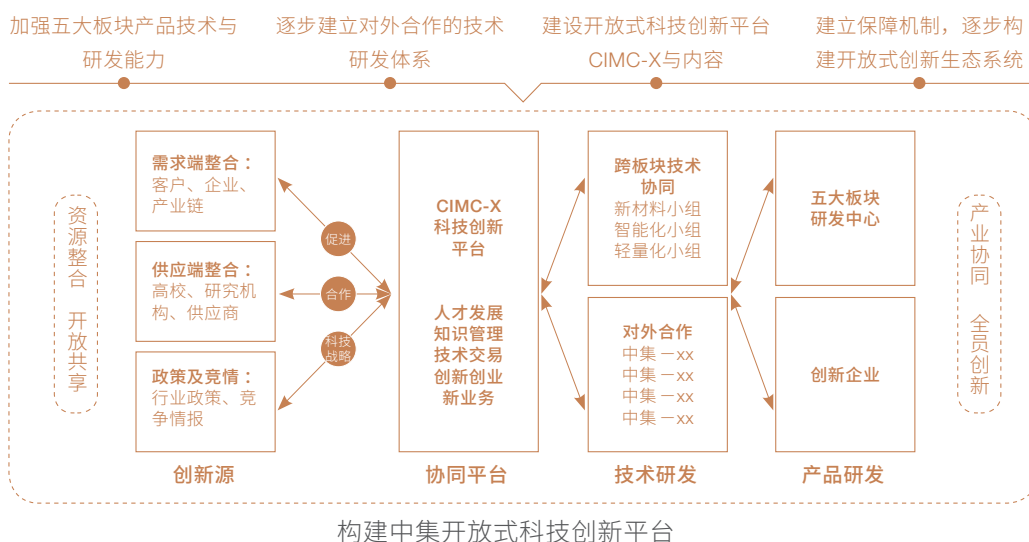 加强五大板块产品技术与
研发能力
逐步建立对外合作的技术
研发体系
建设开放式科技创新平台
CIMC-X与内容
建立保障机制，逐步构
建开放式创新生态系统
资源整合 开放共享
需求端整合：
客户、企业、
产业链
供应端整合：
高校、研究机
构、供应商
政策及竞情：
行业政策、竞
争情报
创新源
促进
合作
科技
战略
CIMC-X
科技创新
平台
人才发展
知识管理
技术交易
创新创业
新业务
协同平台
跨板块技术
协同
新材料小组
智能化小组
轻量化小组
对外合作
中集－xx
中集－xx
中集－xx
中集－xx
技术研发
五大板块
研发中心
创新企业
产品研发
产业协同 全员创新
构建中集开放式科技创新平台